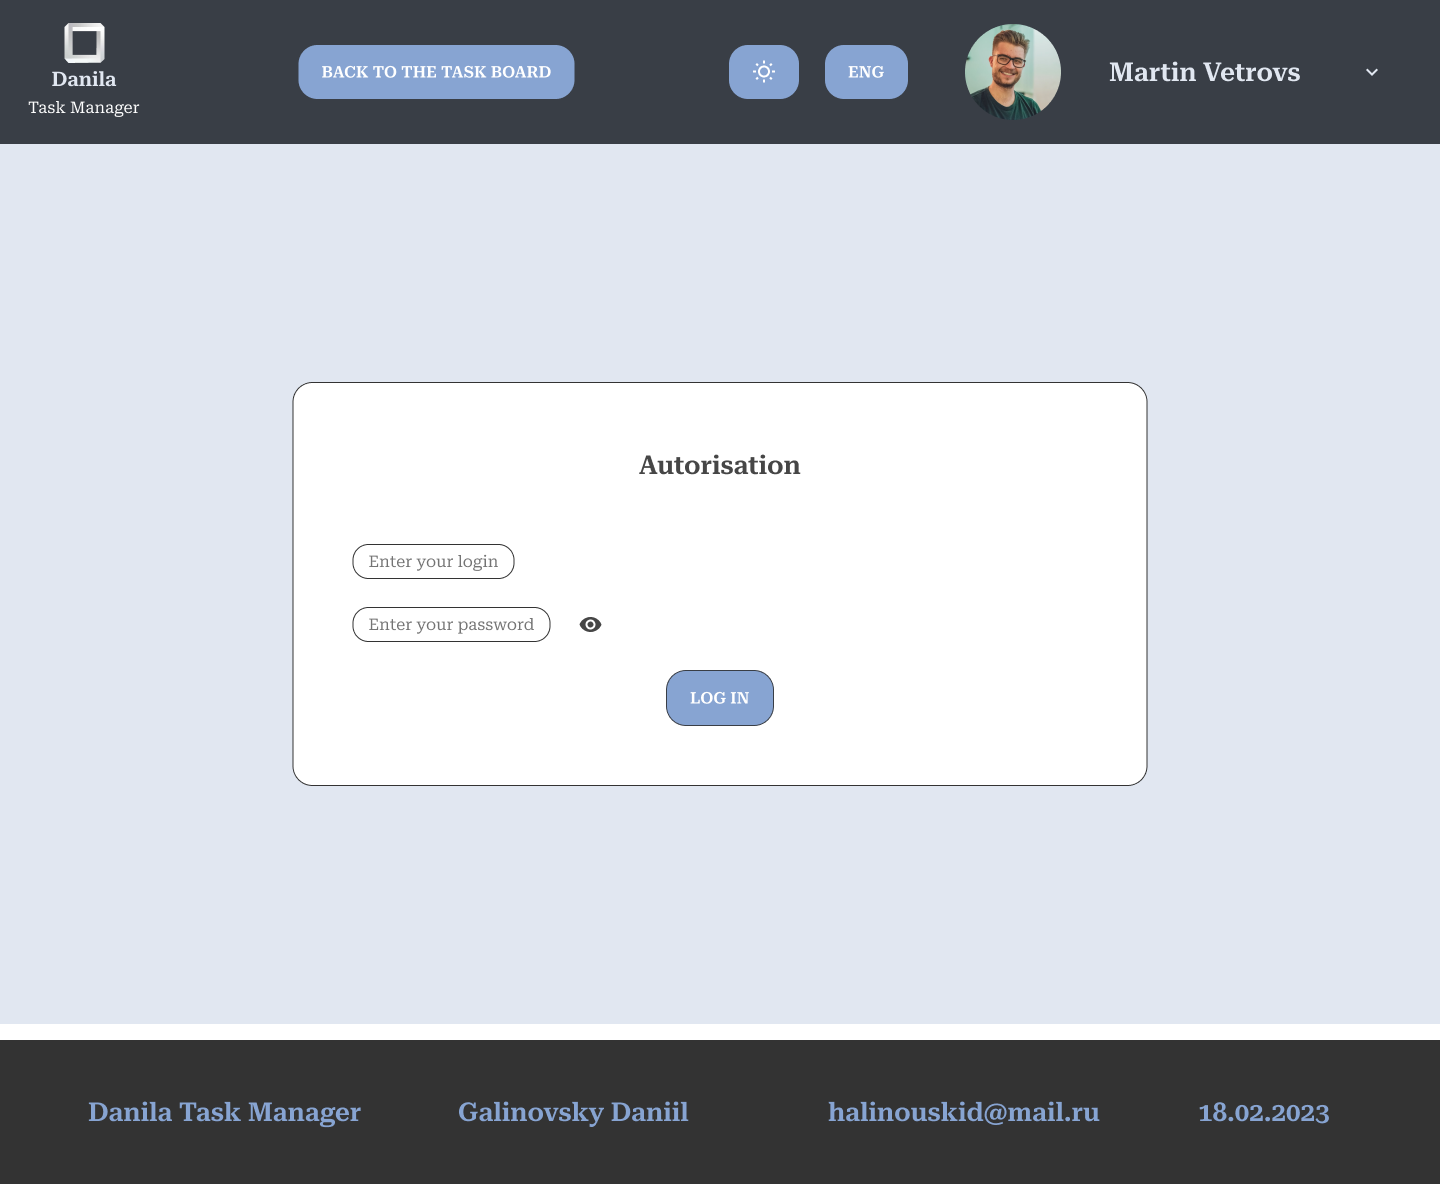 Danila
Task Manager
BACK TO THE TASK BOARD
ENG
Martin Vetrovs
Autorisation
Enter your login
Enter your password
LOG IN
Danila Task Manager
Galinovsky Daniil
halinouskid@mail.ru
18.02.2023